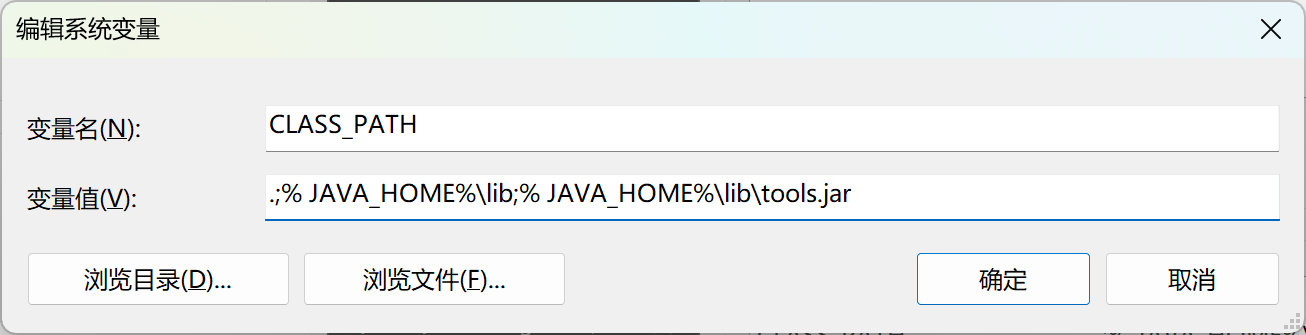 编辑系统变量
变量名(N):
CLASS_PATH
变量值(V):
.;% JAVA_HOME%\lib;% JAVA_HOME%\lib\tools.jar
浏览目录(D)...
浏览文件(F)...
确定
取消